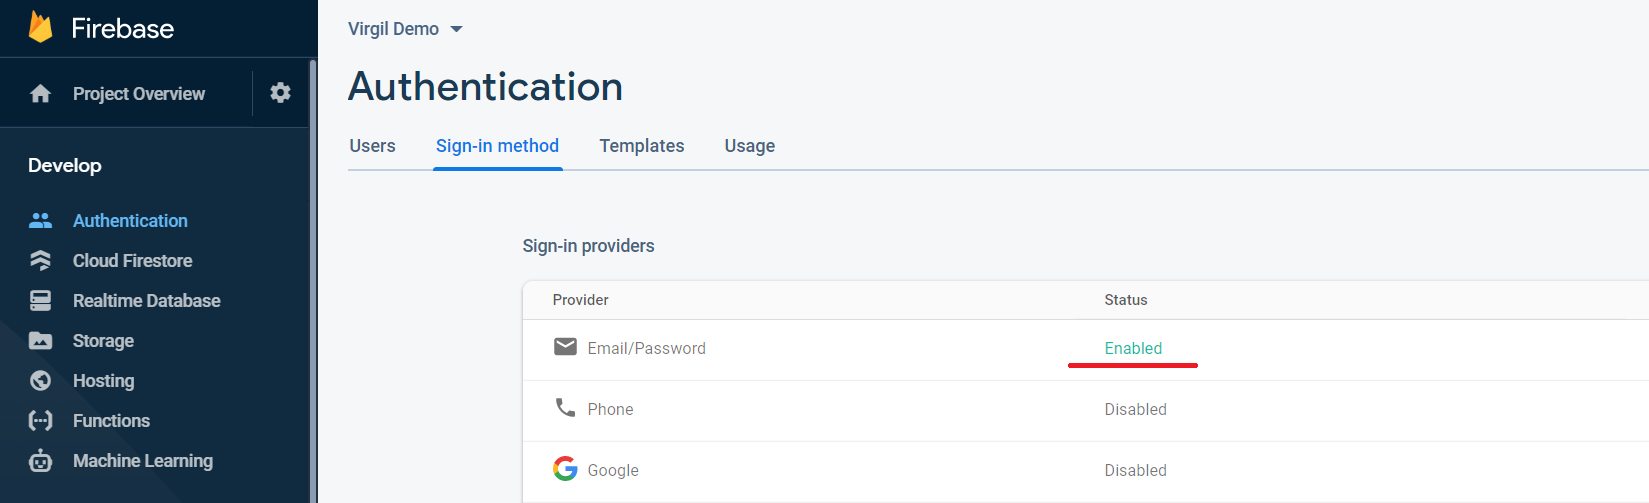 Firebase
Project Overview
Develop
Authentication
Cloud Firestore
Realtime Database
Storage
Hosting
Functions
Machine Learning
Virgil Demo
Authentication
Users Sign-in method Templates Usage
Sign-in providers
Provider Status
Email/Password Enabled
Phone Disabled
Google Disabled